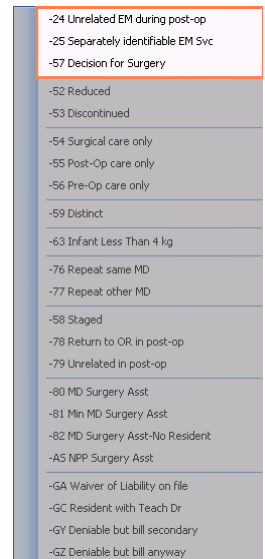 -24 Unrelated EM during post-op
-25 Separately identifiable EM Svc
-57 Decision for Surgery
-52 Reduced
-53 Discontinued
-54 Surgical care only
-55 Post-Op care only
-56 Pre-Op care only
-59 Distinct
-63 Infant Less Than 4 kg
-76 Repeat same MD
-77 Repeat other MD
-58 Staged
-78 Return to OR in post-op
-79 Unrelated in post-op
-80 MD Surgery Asst
-81 Min MD Surgery Asst
-82 MD Surgery Asst-No Resident
-AS NPP Surgery Asst
-GA Waiver of Liability on file
-GC Resident with Teach Dr
-GY Deniable but bill secondary
-GZ Deniable but bill anyway